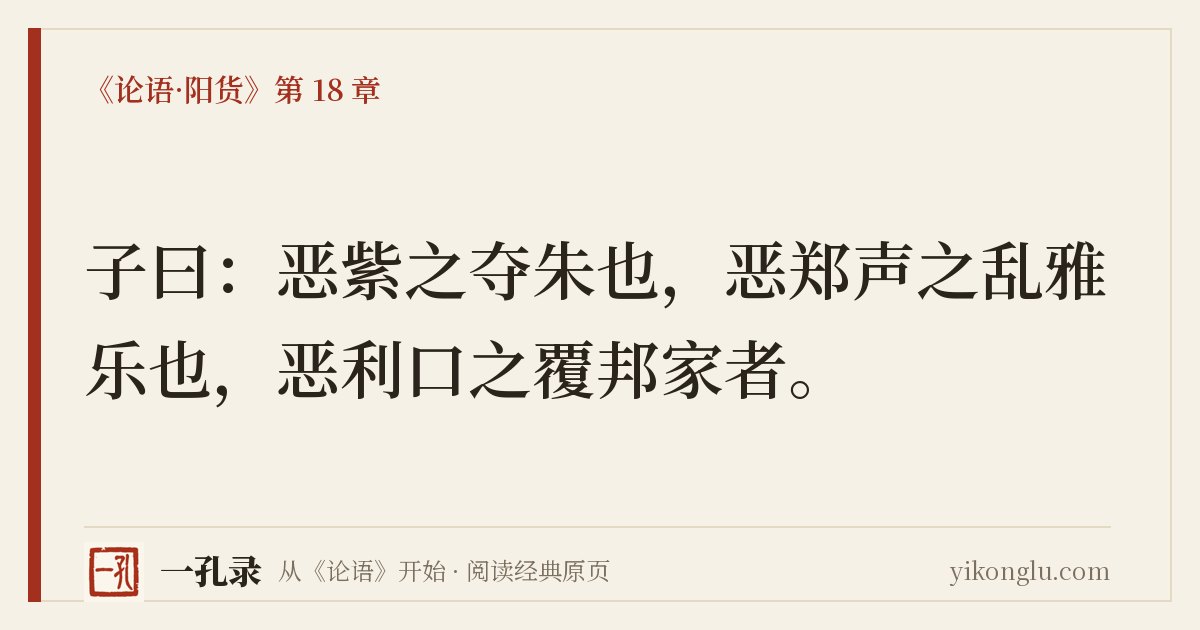 《论语·阳货》第 18 章
子曰：恶紫之夺朱也，恶郑声之乱雅
乐也，恶利口之覆邦家者。
一孔
一孔录 从《论语》开始 · 阅读经典原页 yikonglu.com